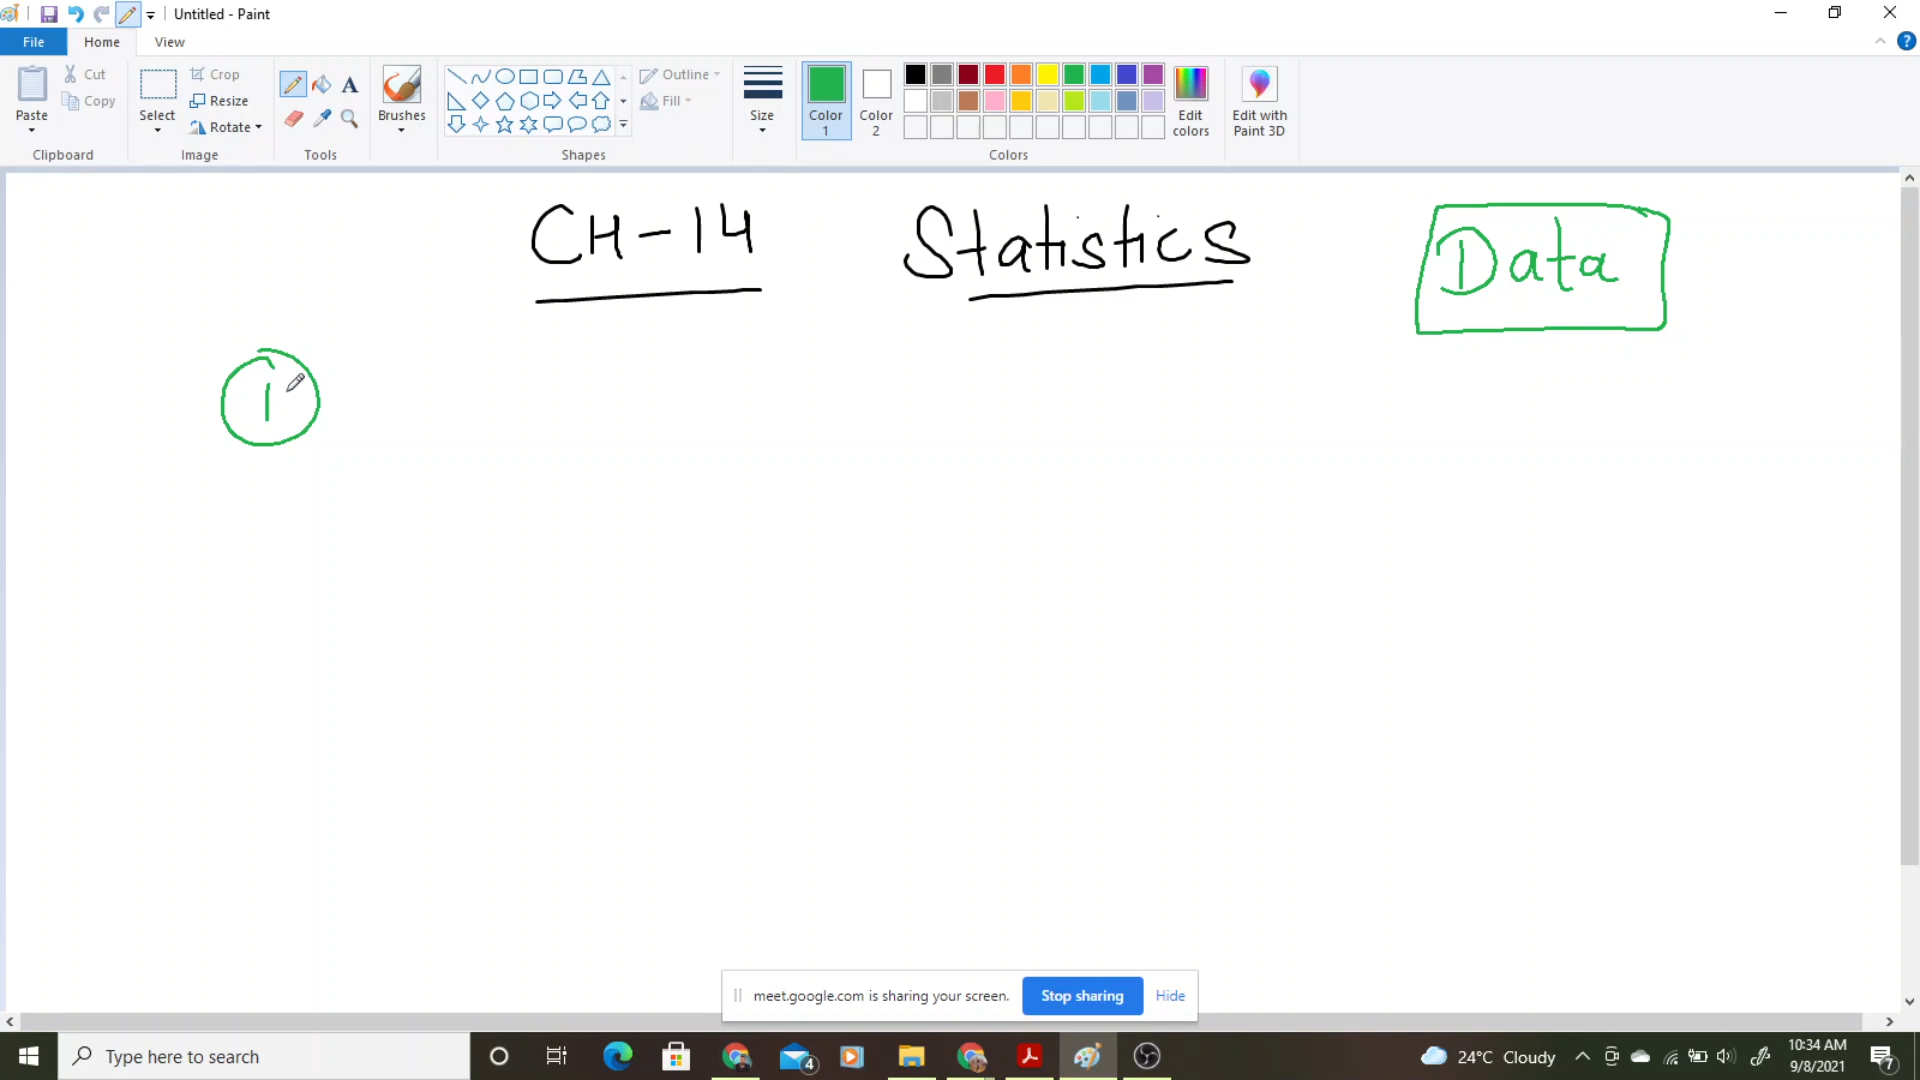 Untitled - Paint
File Home View
Cut
Copy
Paste
Clipboard
Select
Crop
Resize
Rotate
Image
Tools
Brushes
Shapes
Outline
Fill
Size
Color 1
Color 2
Colors
Edit colors
Edit with Paint 3D
CH-14 Statistics Data
1
meet.google.com is sharing your screen. Stop sharing Hide
Type here to search
4
24°C Cloudy
10:34 AM
9/8/2021
7